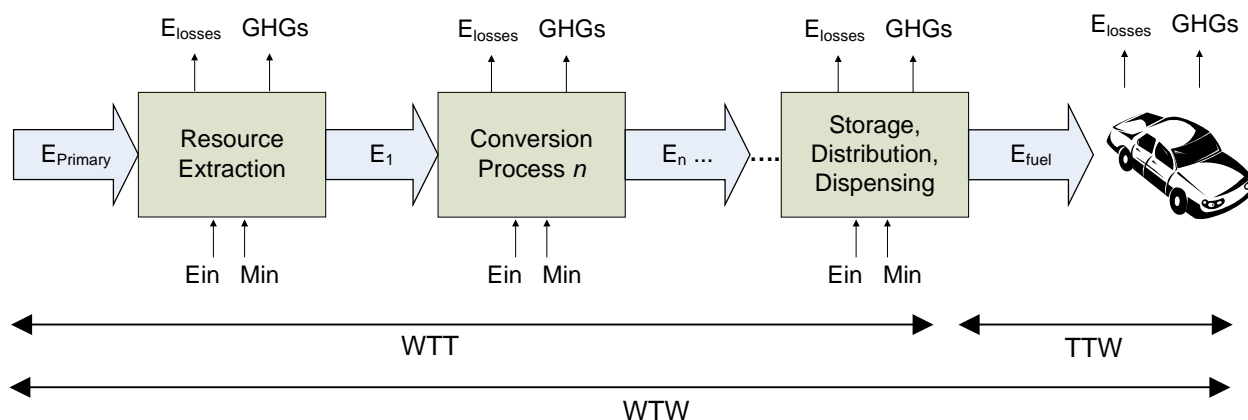 E_losses GHGs
E_losses GHGs
E_losses GHGs
E_losses GHGs
E_Primary
Resource
Extraction
E_1
Conversion
Process n
E_n ...
....
Storage,
Distribution,
Dispensing
E_fuel
Ein Min
Ein Min
Ein Min
WTT
TTW
WTW